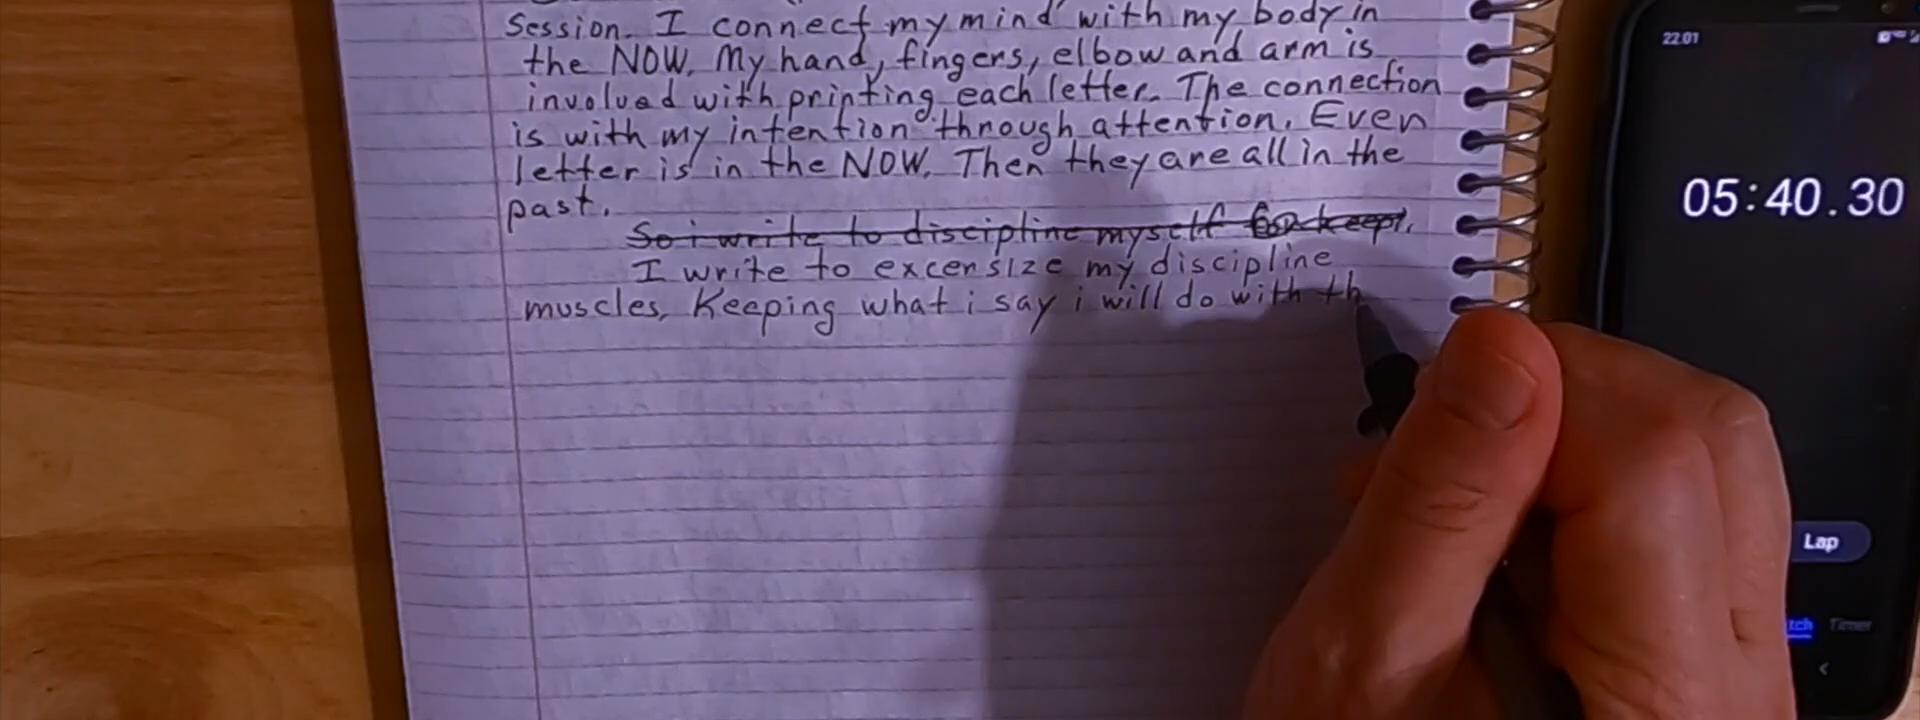 Session. I connect my mind with my body in
the NOW. My hand, fingers, elbow and arm is
involved with printing each letter. The connection
is with my intention through attention. Even
letter is in the NOW. Then they are all in the
past.
So i write to discipline myself for keept.
I write to excersize my discipline
muscles. Keeping what i say i will do with th
22:01
05:40.30
Lap
tch Timer